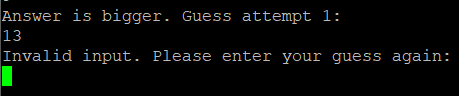 Answer is bigger. Guess attempt 1:
13
Invalid input. Please enter your guess again: